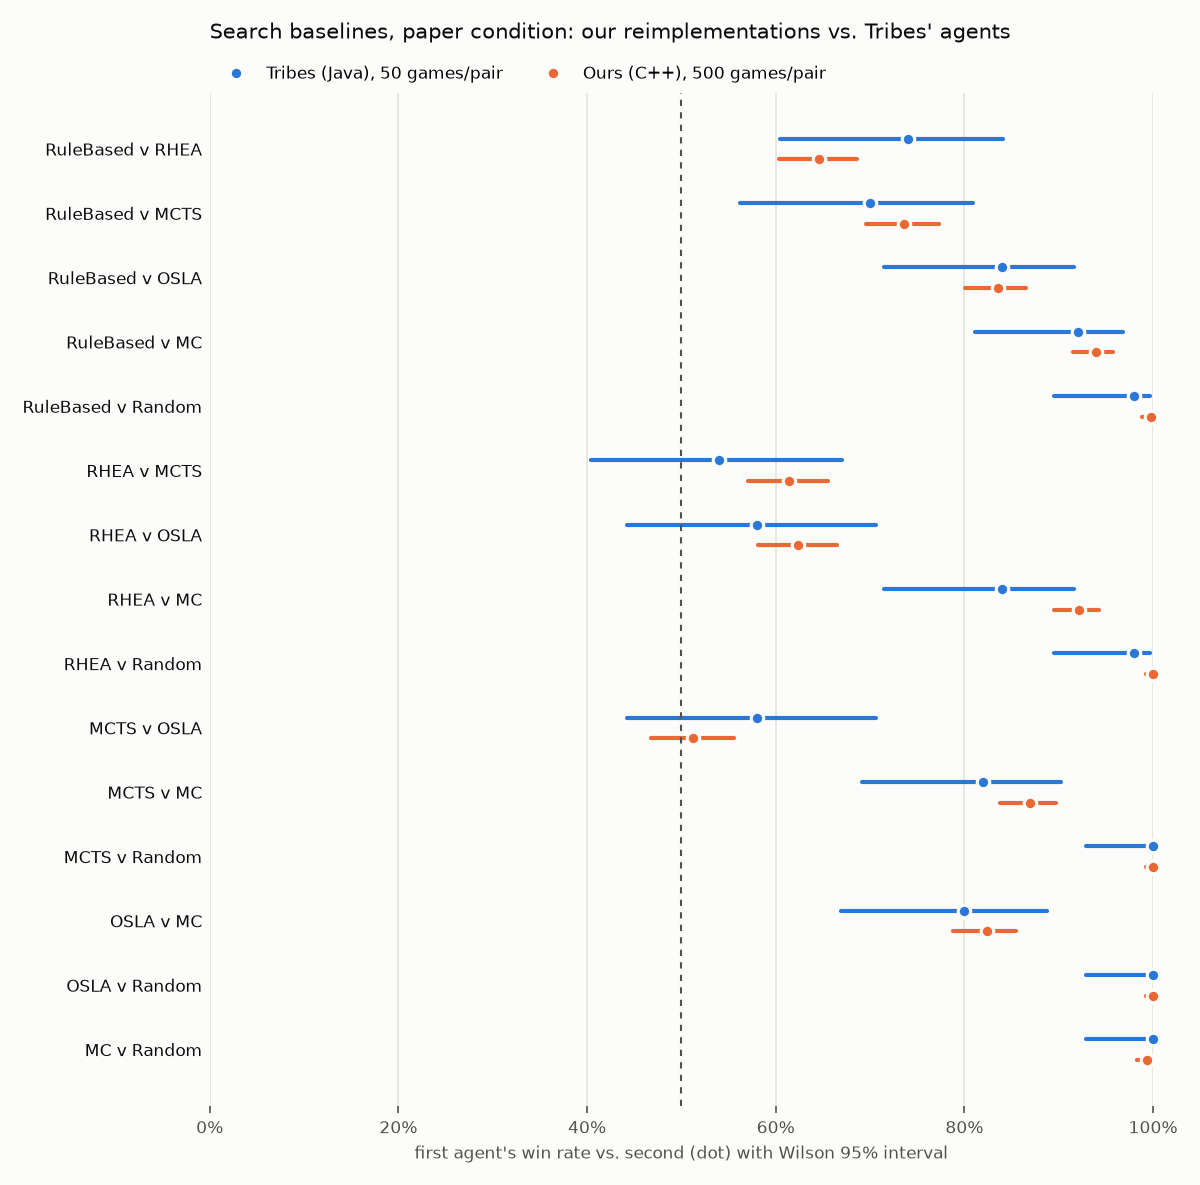 Search baselines, paper condition: our reimplementations vs. Tribes' agents
Tribes (Java), 50 games/pair
Ours (C++), 500 games/pair
RuleBased v RHEA
RuleBased v MCTS
RuleBased v OSLA
RuleBased v MC
RuleBased v Random
RHEA v MCTS
RHEA v OSLA
RHEA v MC
RHEA v Random
MCTS v OSLA
MCTS v MC
MCTS v Random
OSLA v MC
OSLA v Random
MC v Random
0% 20% 40% 60% 80% 100%
first agent's win rate vs. second (dot) with Wilson 95% interval